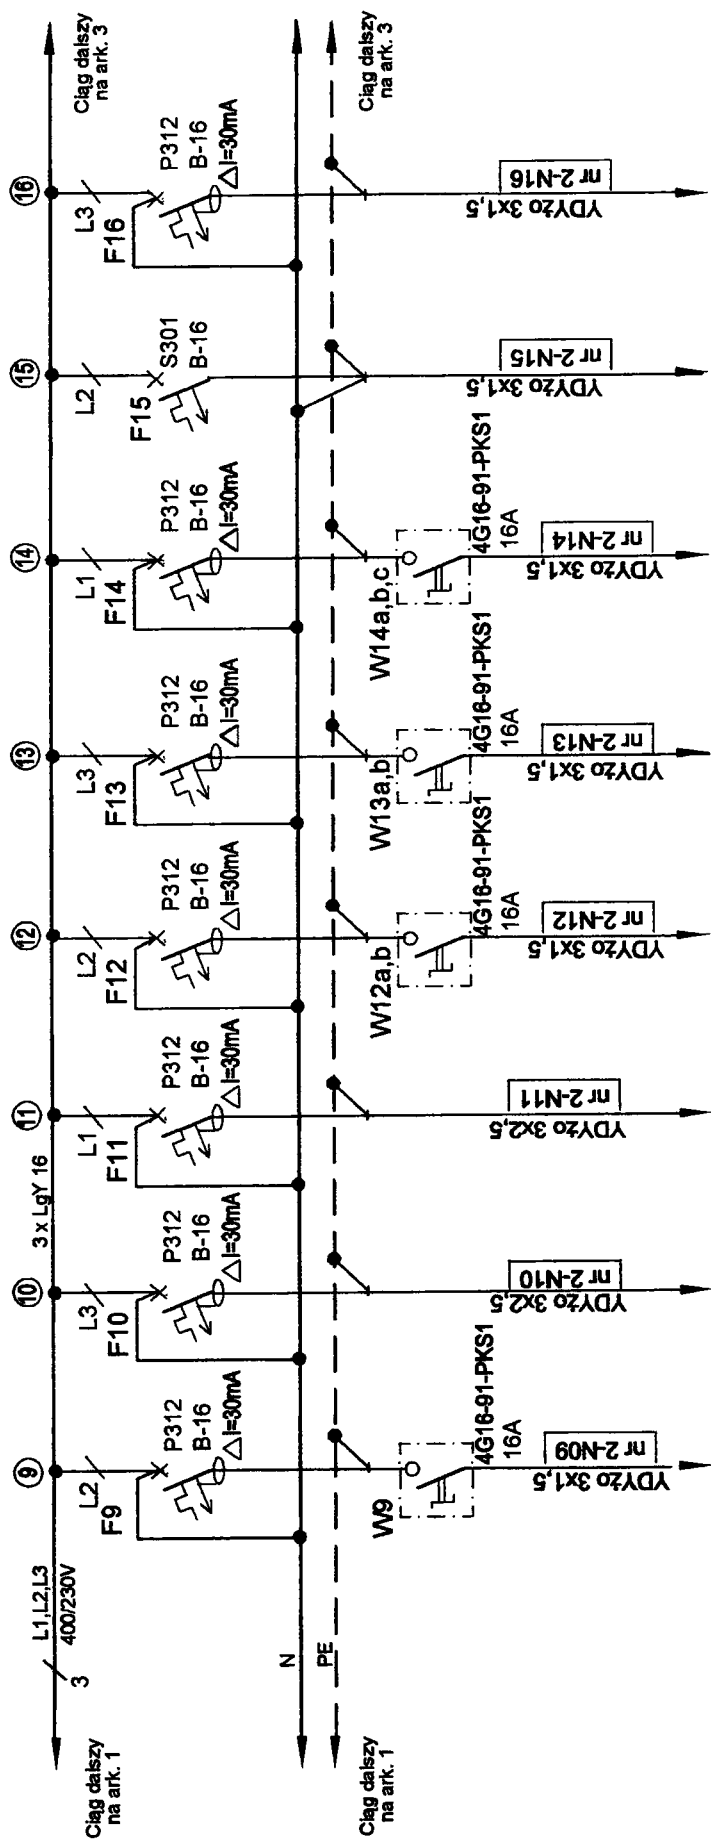 Ciąg dalszy
na ark. 1
3
L1,L2,L3
400/230V
3 x LgY 16
Ciąg dalszy
na ark. 3
9
L2
F9
P312
B-16
△I=30mA
W9
4G16-91-PKS1
16A
YDYżo 3x1,5
nr 2-N09
10
L3
F10
P312
B-16
△I=30mA
YDYżo 3x2,5
nr 2-N10
11
L1
F11
P312
B-16
△I=30mA
YDYżo 3x2,5
nr 2-N11
12
L2
F12
P312
B-16
△I=30mA
W12a,b
4G16-91-PKS1
16A
YDYżo 3x1,5
nr 2-N12
13
L3
F13
P312
B-16
△I=30mA
W13a,b
4G16-91-PKS1
16A
YDYżo 3x1,5
nr 2-N13
14
L1
F14
P312
B-16
△I=30mA
W14a,b,c
4G16-91-PKS1
16A
YDYżo 3x1,5
nr 2-N14
15
L2
F15
S301
B-16
YDYżo 3x1,5
nr 2-N15
16
L3
F16
P312
B-16
△I=30mA
YDYżo 3x1,5
nr 2-N16
N
PE
Ciąg dalszy
na ark. 1
Ciąg dalszy
na ark. 3